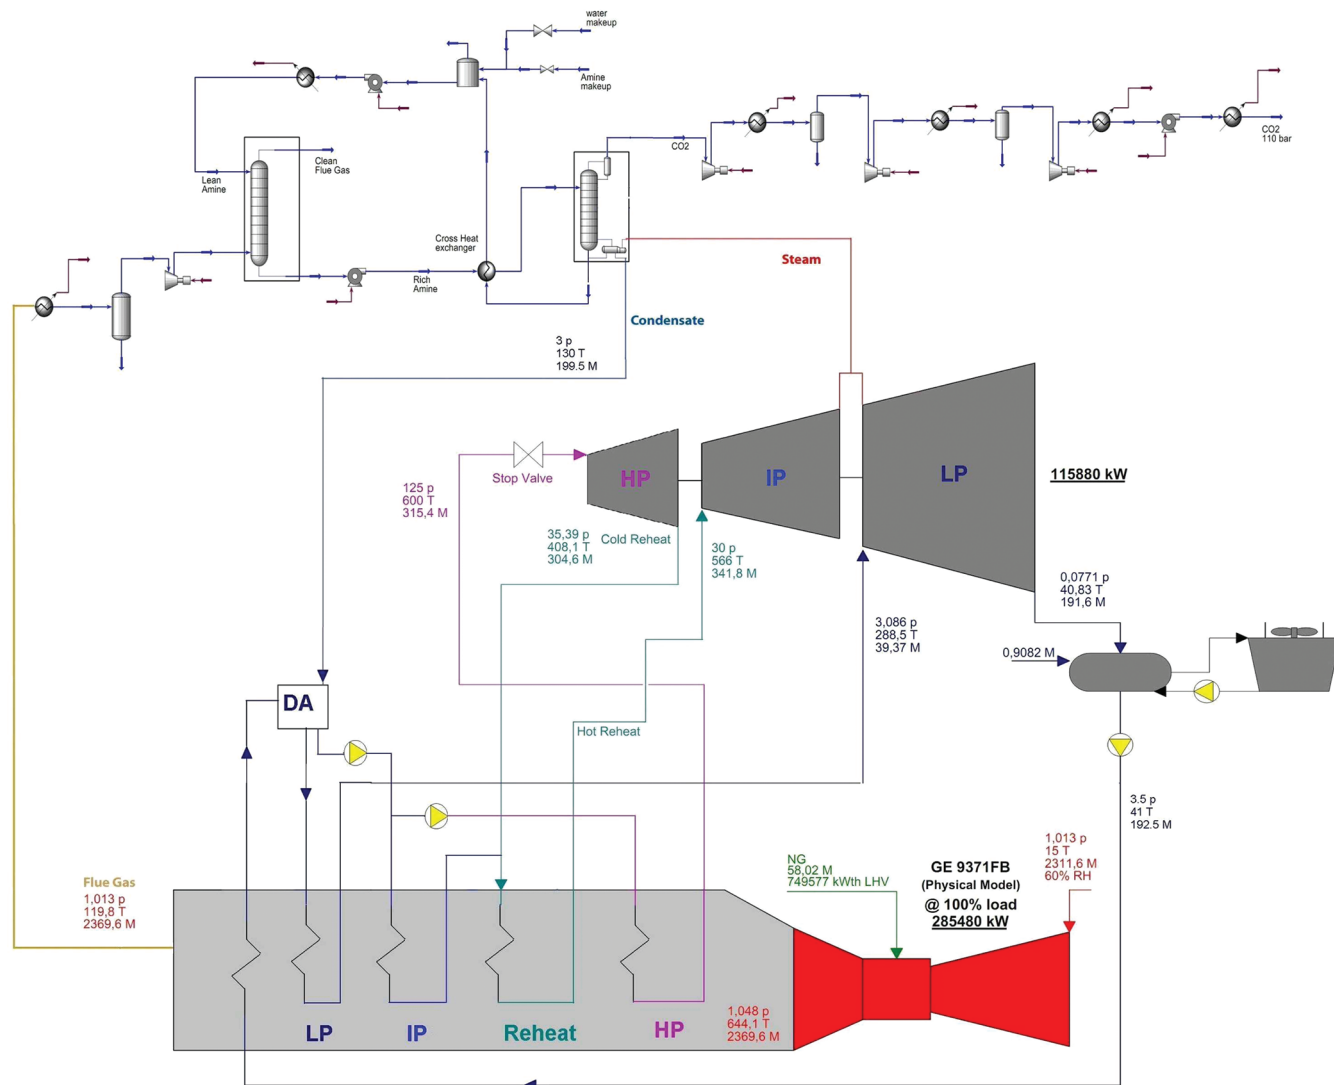 water
makeup
Amine
makeup
CO2
CO2
110 bar
Clean
Flue Gas
Lean
Amine
Cross Heat
exchanger
Rich
Amine
Steam
Condensate
3 p
130 T
199.5 M
HP
IP
LP
115880 kW
Stop Valve
125 p
600 T
315,4 M
35,39 p
408,1 T
304,6 M
Cold Reheat
30 p
566 T
341,8 M
0,0771 p
40,83 T
191,6 M
3,086 p
288,5 T
39,37 M
0,9082 M
DA
Hot Reheat
3.5 p
41 T
192.5 M
Flue Gas
1,013 p
119,8 T
2369,6 M
NG
58,02 M
749577 kWth LHV
GE 9371FB
(Physical Model)
@ 100% load
285480 kW
1,013 p
15 T
2311,6 M
60% RH
LP
IP
Reheat
HP
1,048 p
644,1 T
2369,6 M